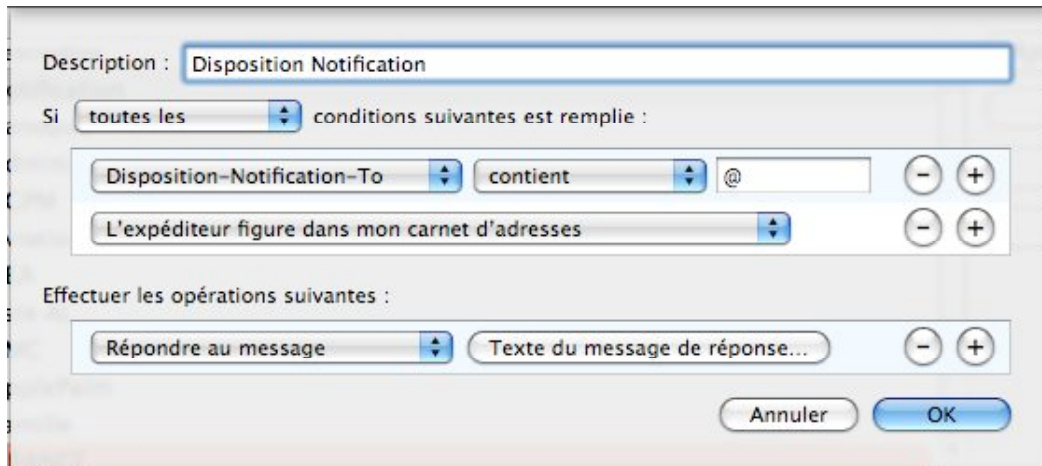 Description : Disposition Notification
Si toutes les conditions suivantes est remplie :
Disposition-Notification-To contient @
L'expéditeur figure dans mon carnet d'adresses
Effectuer les opérations suivantes :
Répondre au message Texte du message de réponse...
Annuler OK